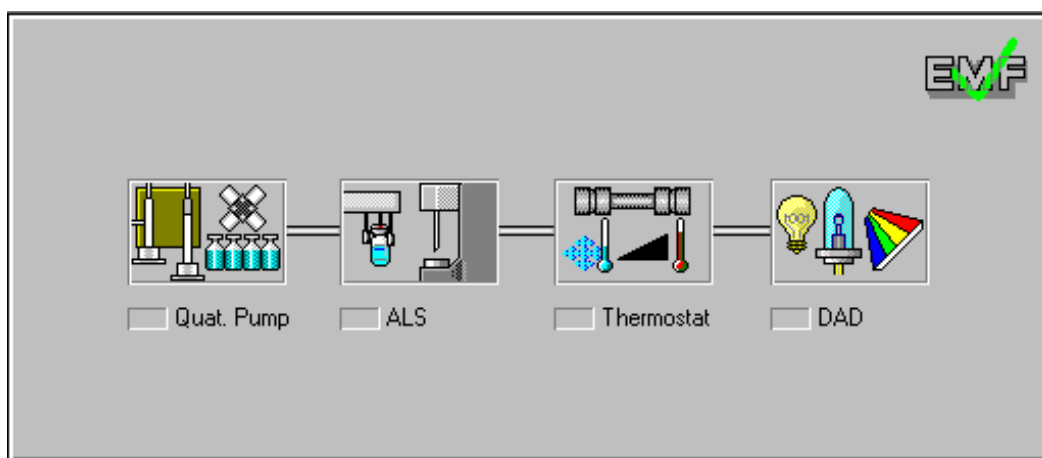 EMF
Quat. Pump
ALS
Thermostat
DAD